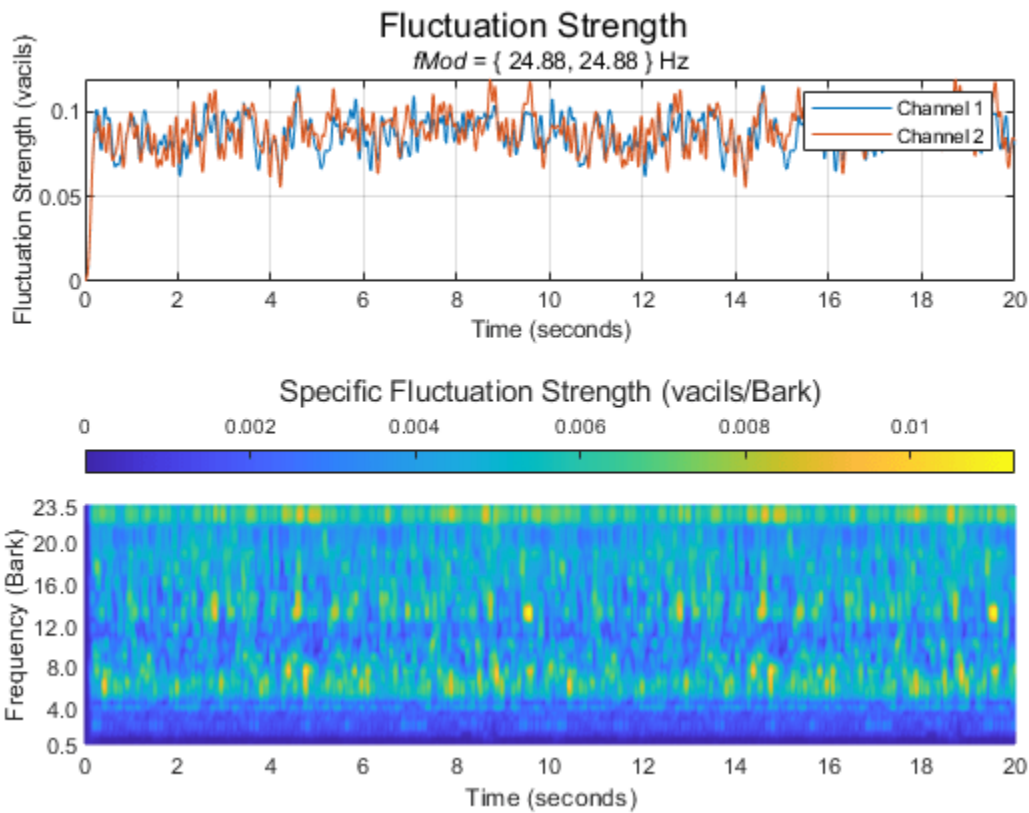 Fluctuation Strength
fMod = { 24.88, 24.88 } Hz
Fluctuation Strength (vacils)
0.1
0.05
0
Channel 1
Channel 2
0 2 4 6 8 10 12 14 16 18 20
Time (seconds)
Specific Fluctuation Strength (vacils/Bark)
0 0.002 0.004 0.006 0.008 0.01
Frequency (Bark)
23.5
20.0
16.0
12.0
8.0
4.0
0.5
0 2 4 6 8 10 12 14 16 18 20
Time (seconds)